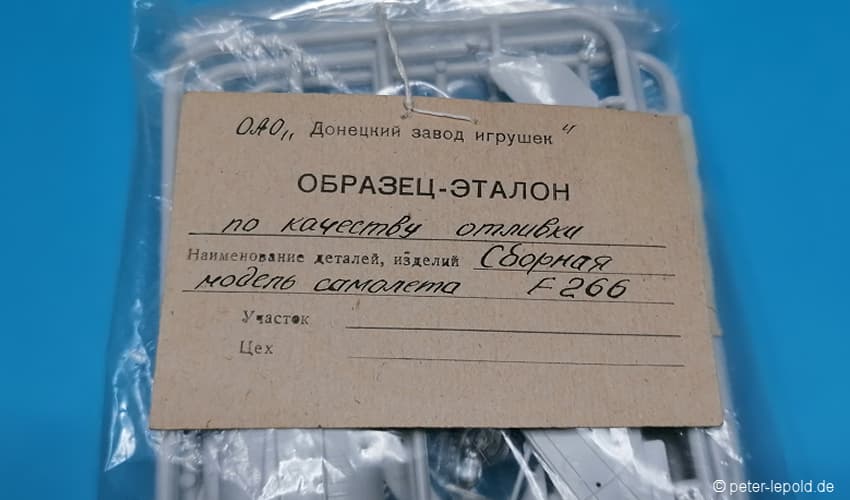 ОАО „ Донецкий завод игрушек "
ОБРАЗЕЦ-ЭТАЛОН
по качеству отливки
Наименование деталей, изделий Сборная
модель самолета F 266
Участок
Цех
© peter-lepold.de